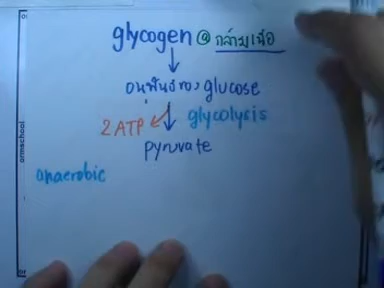 glycogen @ กล้ามเนื้อ
อนุพันธ์ของ glucose
2 ATP glycolysis
pyruvate
anaerobic
ormschool